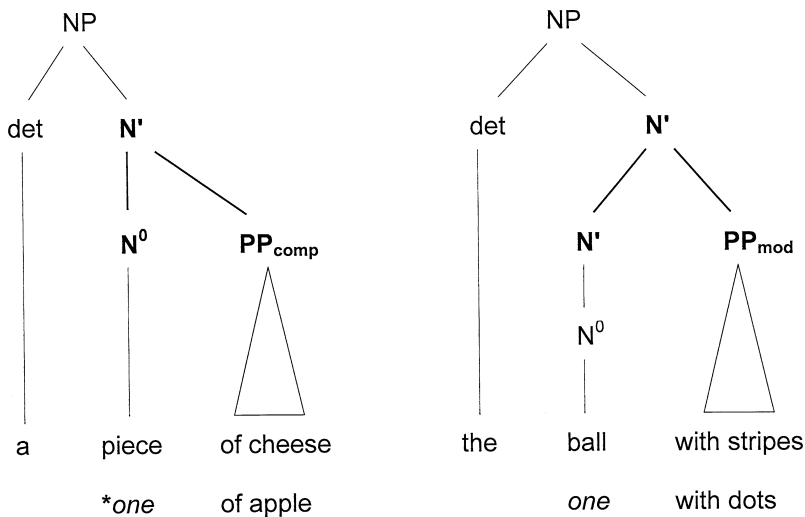 NP NP
det N' det N'
N⁰ PPcomp N' PPmod
N⁰
a piece of cheese the ball with stripes
*one of apple one with dots